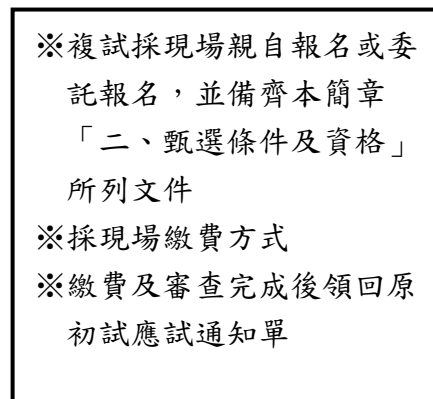 ※複試採現場親自報名或委
託報名，並備齊本簡章
「二、甄選條件及資格」
所列文件
※採現場繳費方式
※繳費及審查完成後領回原
初試應試通知單